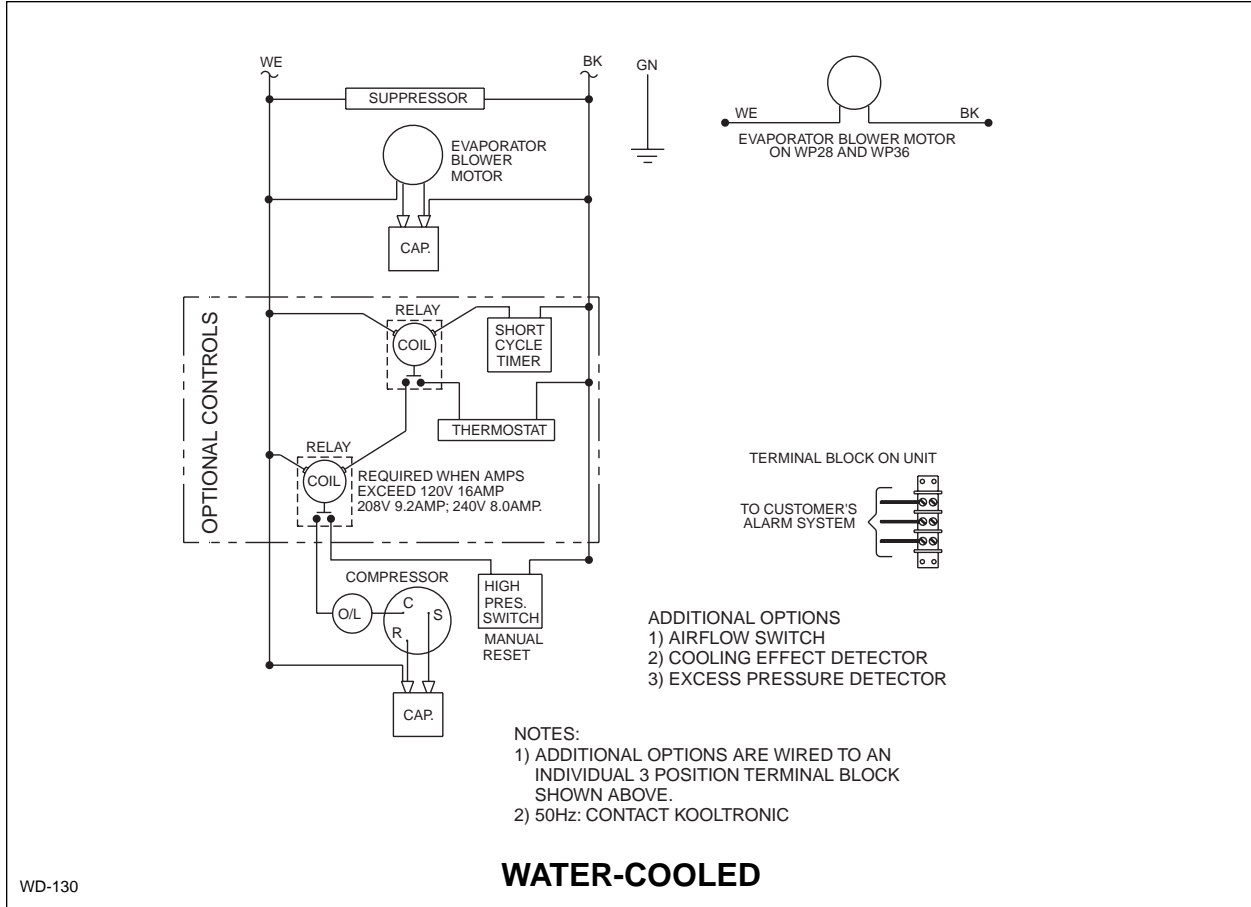 WE
BK
GN
SUPPRESSOR
WE
BK
EVAPORATOR BLOWER MOTOR
ON WP28 AND WP36
EVAPORATOR
BLOWER
MOTOR
CAP.
OPTIONAL CONTROLS
RELAY
COIL
SHORT
CYCLE
TIMER
THERMOSTAT
RELAY
COIL
REQUIRED WHEN AMPS
EXCEED 120V 16AMP
208V 9.2AMP; 240V 8.0AMP.
TERMINAL BLOCK ON UNIT
TO CUSTOMER'S
ALARM SYSTEM
COMPRESSOR
O/L
C
S
R
HIGH
PRES.
SWITCH
MANUAL
RESET
CAP.
ADDITIONAL OPTIONS
1) AIRFLOW SWITCH
2) COOLING EFFECT DETECTOR
3) EXCESS PRESSURE DETECTOR
NOTES:
1) ADDITIONAL OPTIONS ARE WIRED TO AN
INDIVIDUAL 3 POSITION TERMINAL BLOCK
SHOWN ABOVE.
2) 50Hz: CONTACT KOOLTRONIC
WATER-COOLED
WD-130